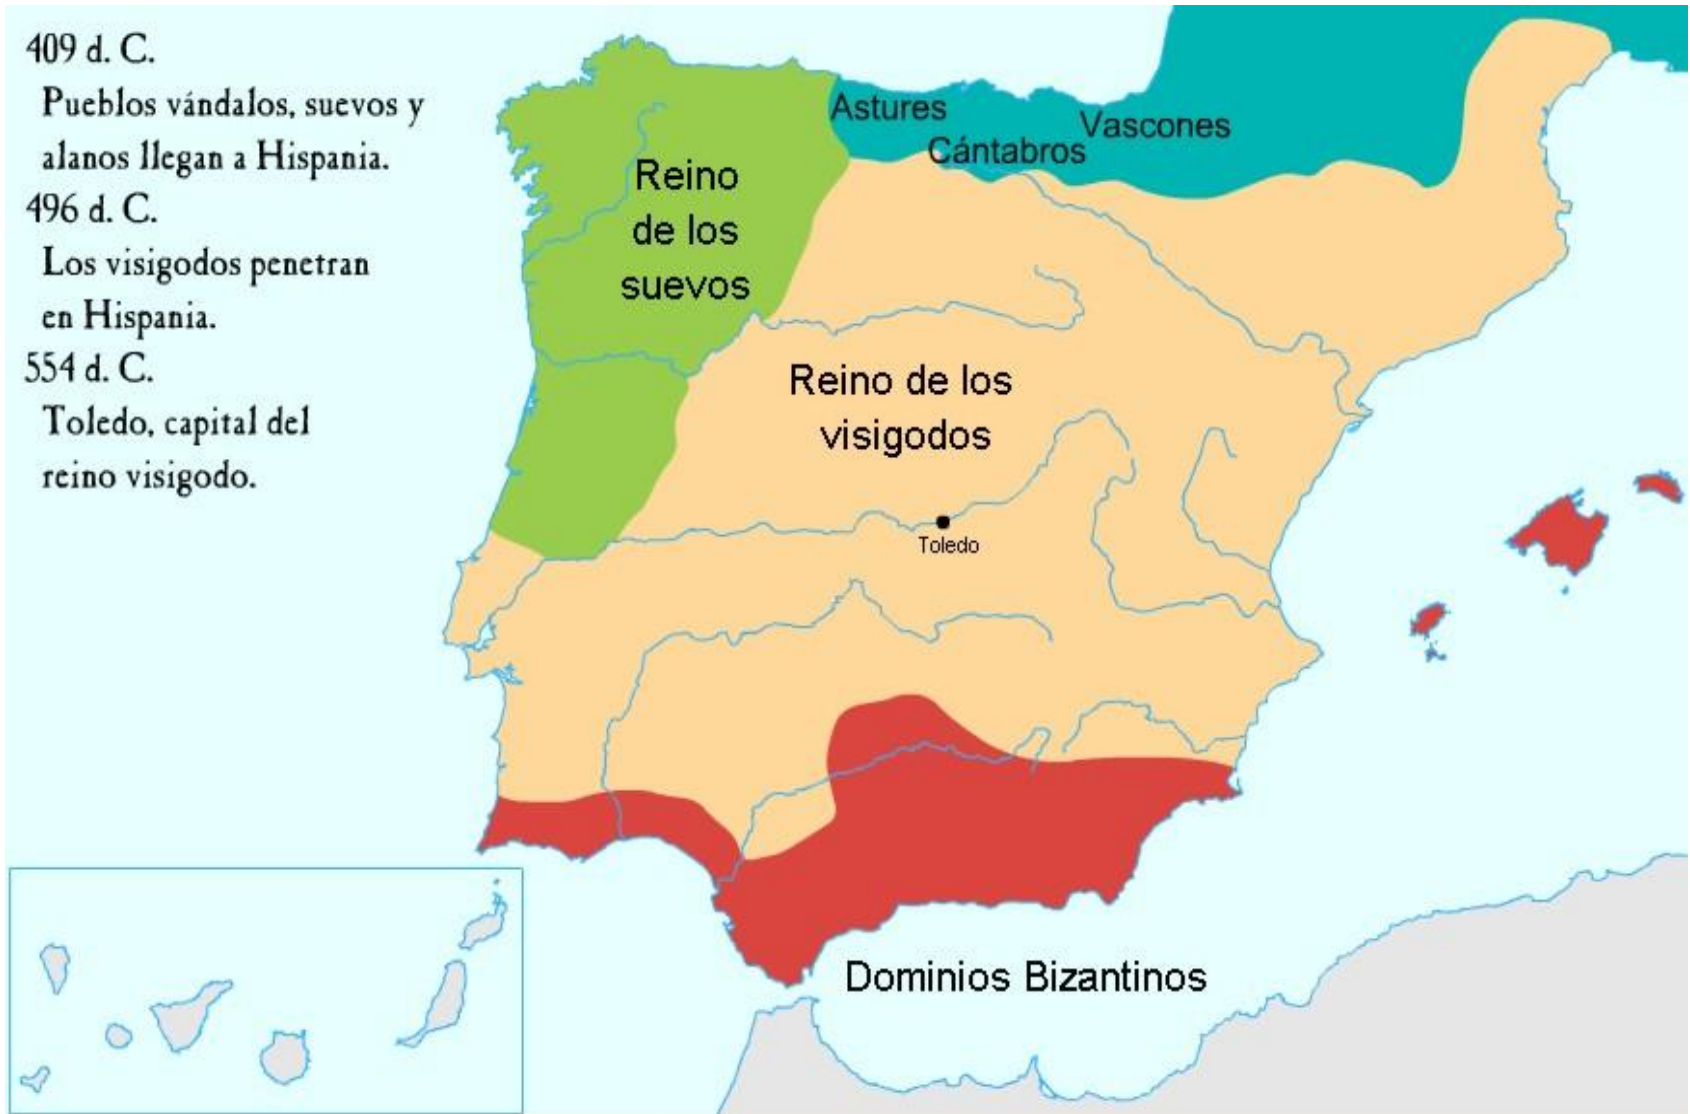 409 d. C.
Pueblos vándalos, suevos y
alanos llegan a Hispania.
496 d. C.
Los visigodos penetran
en Hispania.
554 d. C.
Toledo, capital del
reino visigodo.
Astures
Cántabros
Vascones
Reino
de los
suevos
Reino de los
visigodos
Toledo
Dominios Bizantinos